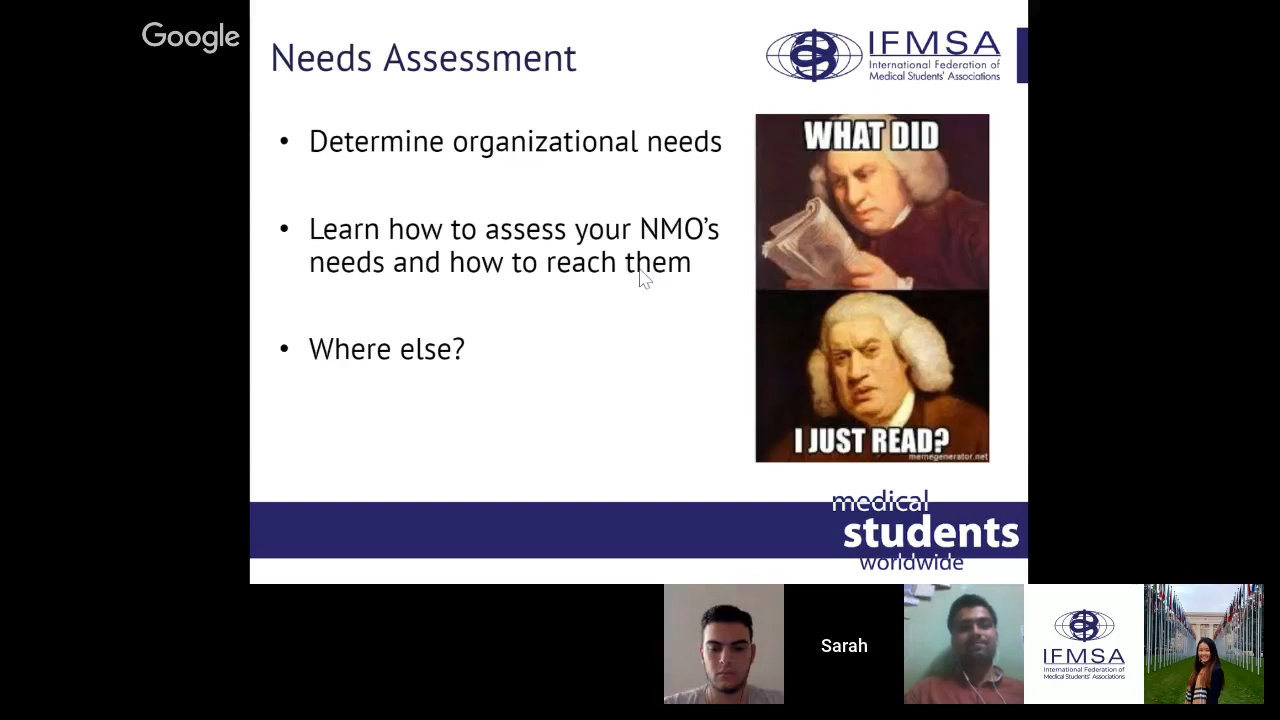 Google
Needs Assessment
IFMSA
International Federation of
Medical Students' Associations
• Determine organizational needs
• Learn how to assess your NMO’s
needs and how to reach them
• Where else?
WHAT DID
I JUST READ?
memegenerator.net
medical
students
worldwide
Sarah
IFMSA
International Federation of
Medical Students' Associations